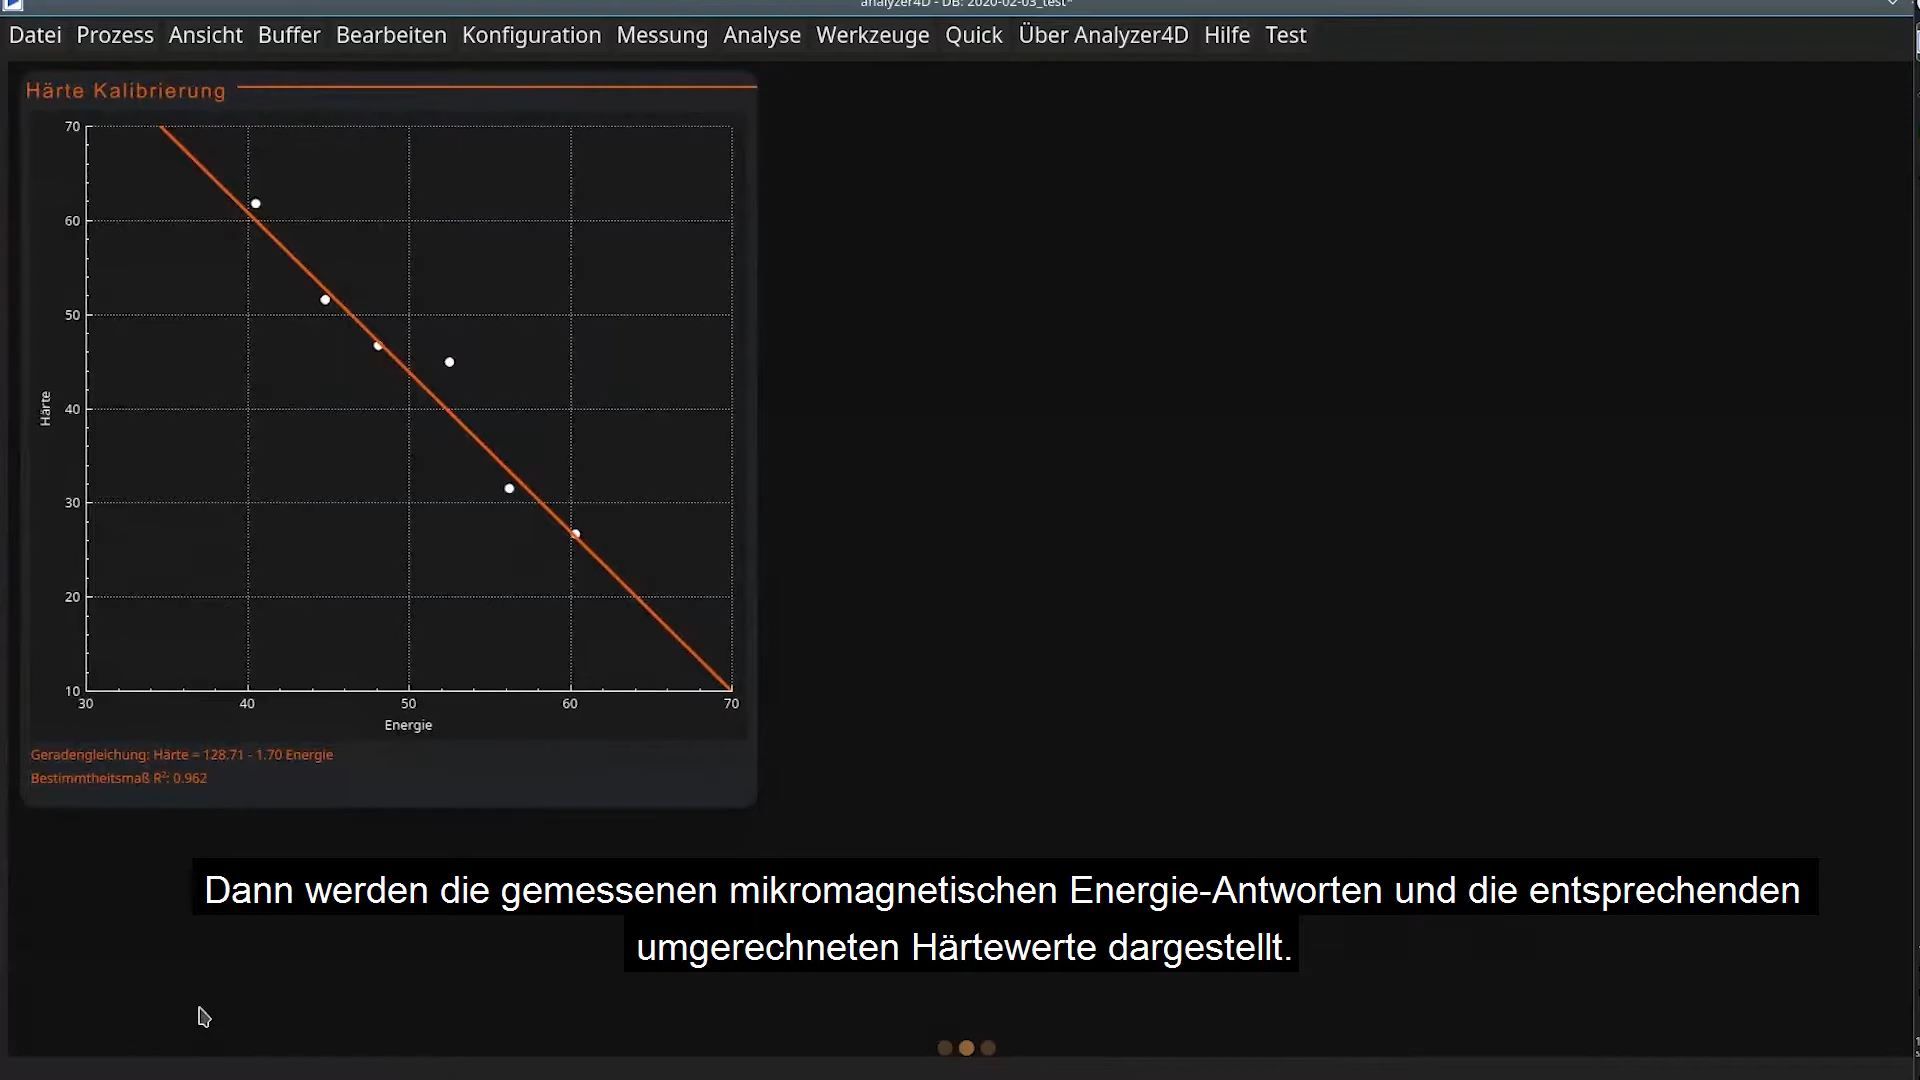 analyzer4D - DB: 2020-02-03_test*
Datei Prozess Ansicht Buffer Bearbeiten Konfiguration Messung Analyse Werkzeuge Quick Über Analyzer4D Hilfe Test
Härte Kalibrierung
70
60
50
40
30
20
10
Härte
30 40 50 60 70
Energie
Geradengleichung: Härte = 128.71 - 1.70 Energie
Bestimmtheitsmaß R²: 0.962
Dann werden die gemessenen mikromagnetischen Energie-Antworten und die entsprechenden
umgerechneten Härtewerte dargestellt.